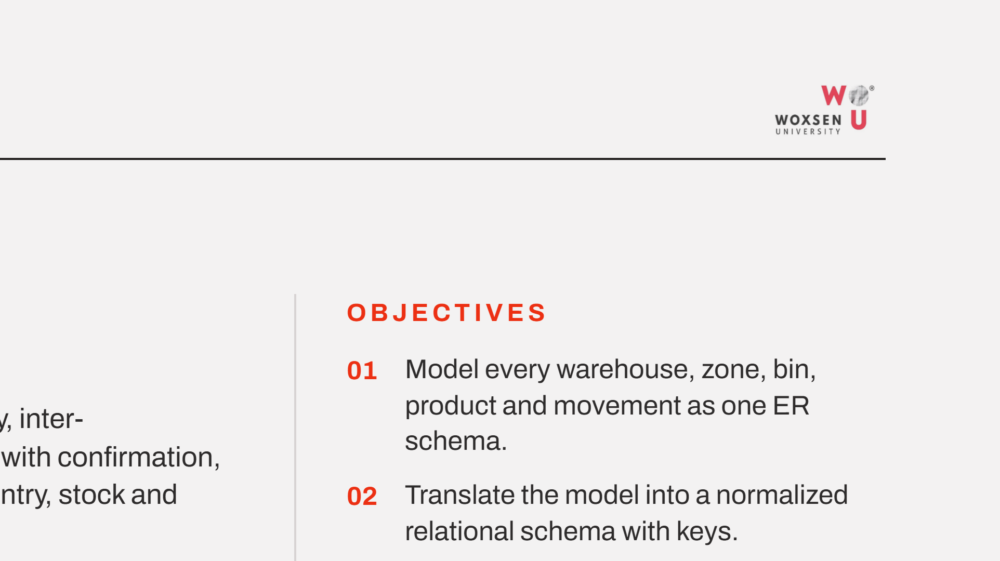 W ®
WOXSEN U
UNIVERSITY
y, inter-
with confirmation,
ntry, stock and
OBJECTIVES
01 Model every warehouse, zone, bin,
product and movement as one ER
schema.
02 Translate the model into a normalized
relational schema with keys.